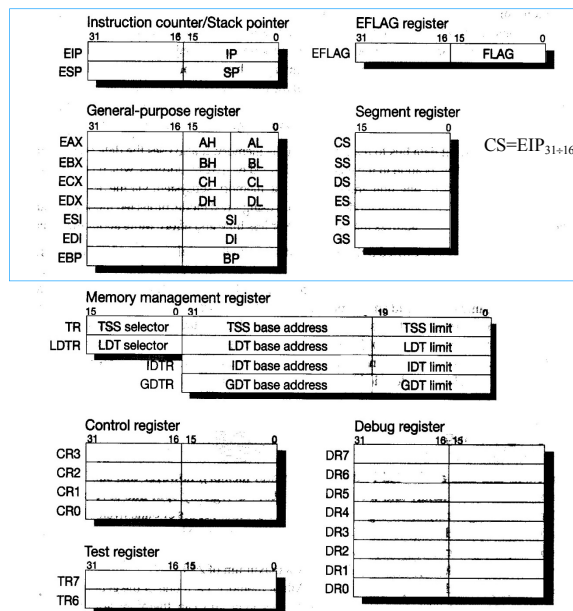 Instruction counter/Stack pointer
31 16 15 0
EIP IP
ESP SP
EFLAG register
31 16 15 0
EFLAG FLAG
General-purpose register
31 16 15 0
EAX AH AL
EBX BH BL
ECX CH CL
EDX DH DL
ESI SI
EDI DI
EBP BP
Segment register
15 0
CS
SS
DS
ES
FS
GS
CS=EIP31÷16
Memory management register
15 0 31 19 0
TR TSS selector TSS base address TSS limit
LDTR LDT selector LDT base address LDT limit
IDTR IDT base address IDT limit
GDTR GDT base address GDT limit
Control register
31 16 15 0
CR3
CR2
CR1
CR0
Debug register
31 16 15 0
DR7
DR6
DR5
DR4
DR3
DR2
DR1
DR0
Test register
31 16 15 0
TR7
TR6